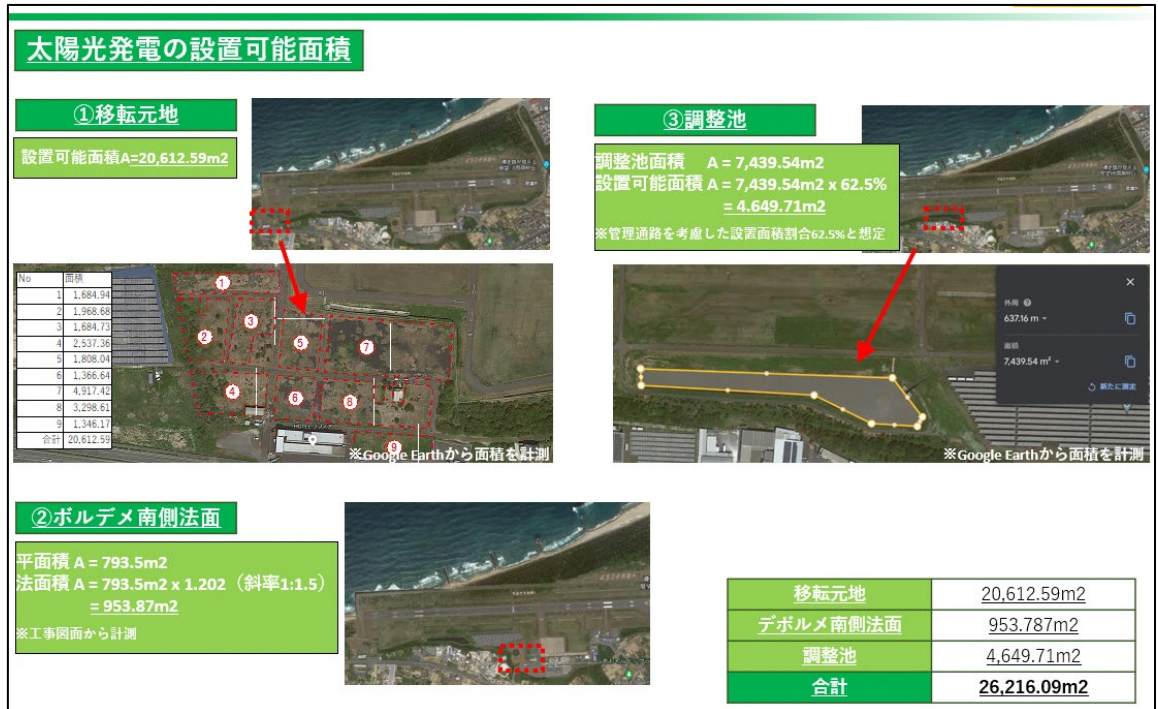 太陽光発電の設置可能面積
①移転元地
設置可能面積A=20,612.59m2
No 面積
1 1,684.94
2 1,968.68
3 1,684.73
4 2,537.36
5 1,808.04
6 1,366.64
7 4,917.42
8 3,298.61
9 1,346.17
合計 20,612.59
1
2
3
4
5
6
7
8
9
※Google Earthから面積を計測
③調整池
調整池面積 A = 7,439.54m2
設置可能面積 A = 7,439.54m2 x 62.5%
= 4.649.71m2
※管理通路を考慮した設置面積割合62.5%と想定
外周
637.16 m
面積
7,439.54 m²
新たに測定
※Google Earthから面積を計測
②ボルデメ南側法面
平面積 A = 793.5m2
法面積 A = 793.5m2 x 1.202（斜率1:1.5）
= 953.87m2
※工事図面から計測
移転元地 20,612.59m2
デボルメ南側法面 953.787m2
調整池 4,649.71m2
合計 26,216.09m2